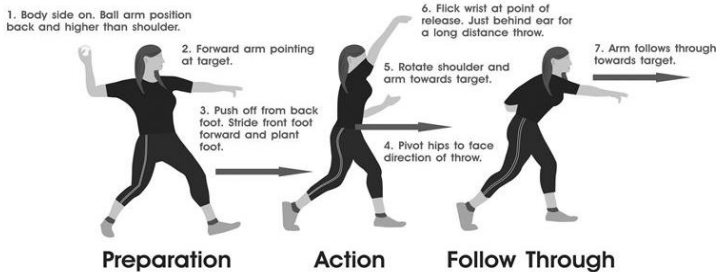 1. Body side on. Ball arm position
back and higher than shoulder.
2. Forward arm pointing
at target.
3. Push off from back
foot. Stride front foot
forward and plant
foot.
6. Flick wrist at point of
release. Just behind ear for
a long distance throw.
5. Rotate shoulder and
arm towards target.
4. Pivot hips to face
direction of throw.
7. Arm follows through
towards target.
Preparation
Action
Follow Through